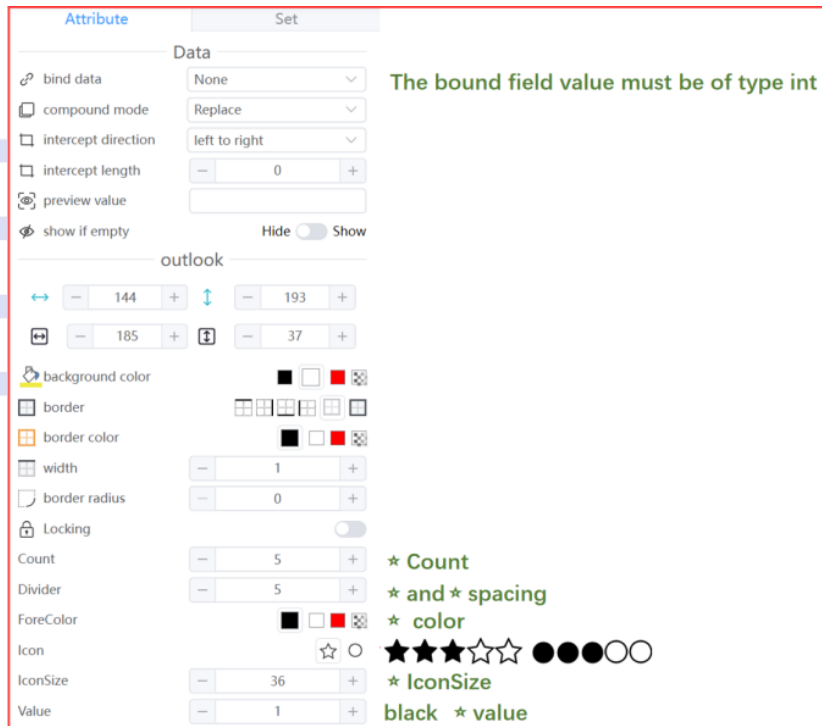 Attribute Set
Data
bind data None The bound field value must be of type int
compound mode Replace
intercept direction left to right
intercept length − 0 +
preview value
show if empty Hide Show
outlook
− 144 + − 193 +
− 185 + − 37 +
background color
border
border color
width − 1 +
border radius − 0 +
Locking
Count − 5 + ☆ Count
Divider − 5 + ☆ and ☆ spacing
ForeColor ☆ color
Icon ☆ ○ ★★★☆☆ ●●●○○
IconSize − 36 + ☆ IconSize
Value − 1 + black ☆ value